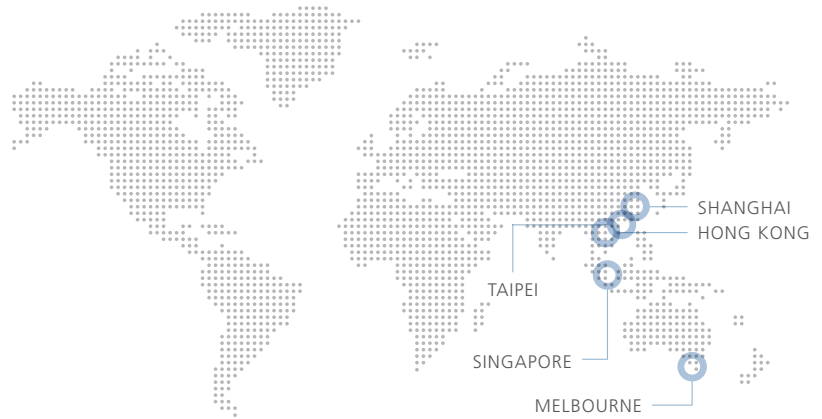 SHANGHAI
HONG KONG
TAIPEI
SINGAPORE
MELBOURNE